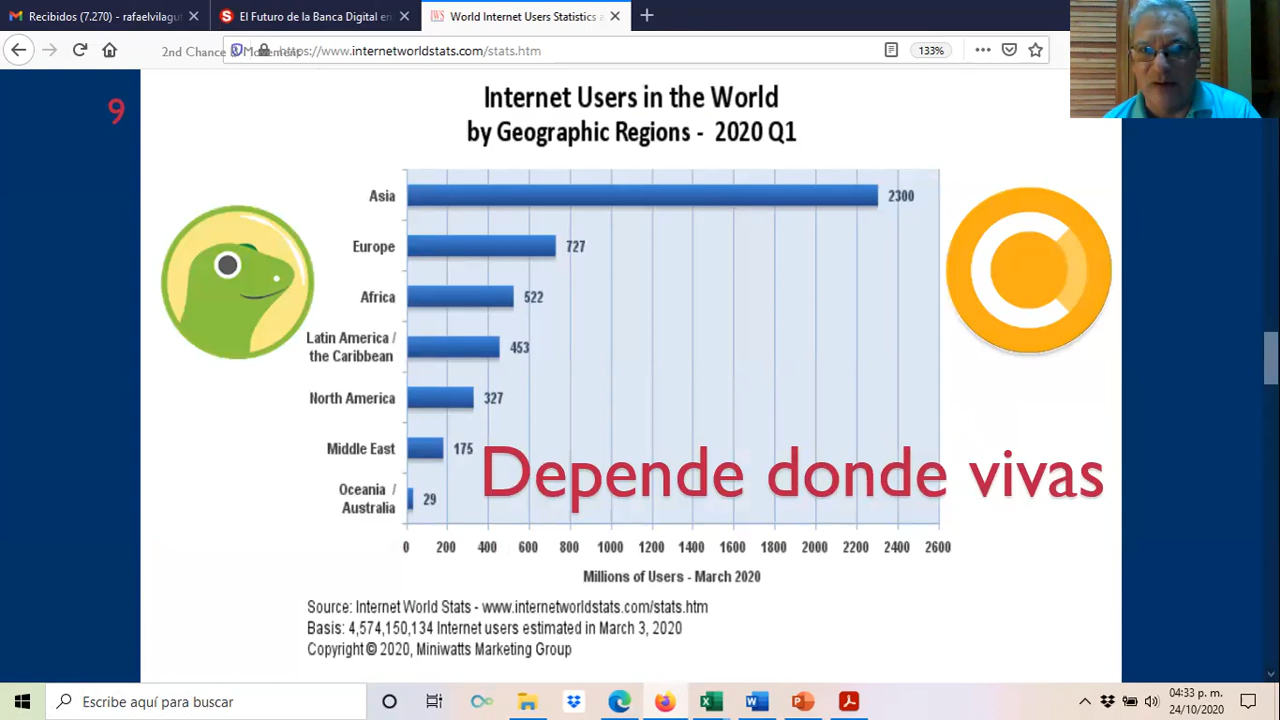 Recibidos (7.270) - rafaelvilagut
El Futuro de la Banca Digital en
World Internet Users Statistics a
2nd Chance
https://www.internetworldstats.com/stats.htm
133%
9
Internet Users in the World
by Geographic Regions - 2020 Q1
Asia 2300
Europe 727
Africa 522
Latin America /
the Caribbean 453
North America 327
Middle East 175
Oceania /
Australia 29
Depende donde vivas
0 200 400 600 800 1000 1200 1400 1600 1800 2000 2200 2400 2600
Millions of Users - March 2020
Source: Internet World Stats - www.internetworldstats.com/stats.htm
Basis: 4,574,150,134 Internet users estimated in March 3, 2020
Copyright © 2020, Miniwatts Marketing Group
Escribe aquí para buscar
04:33 p. m.
24/10/2020